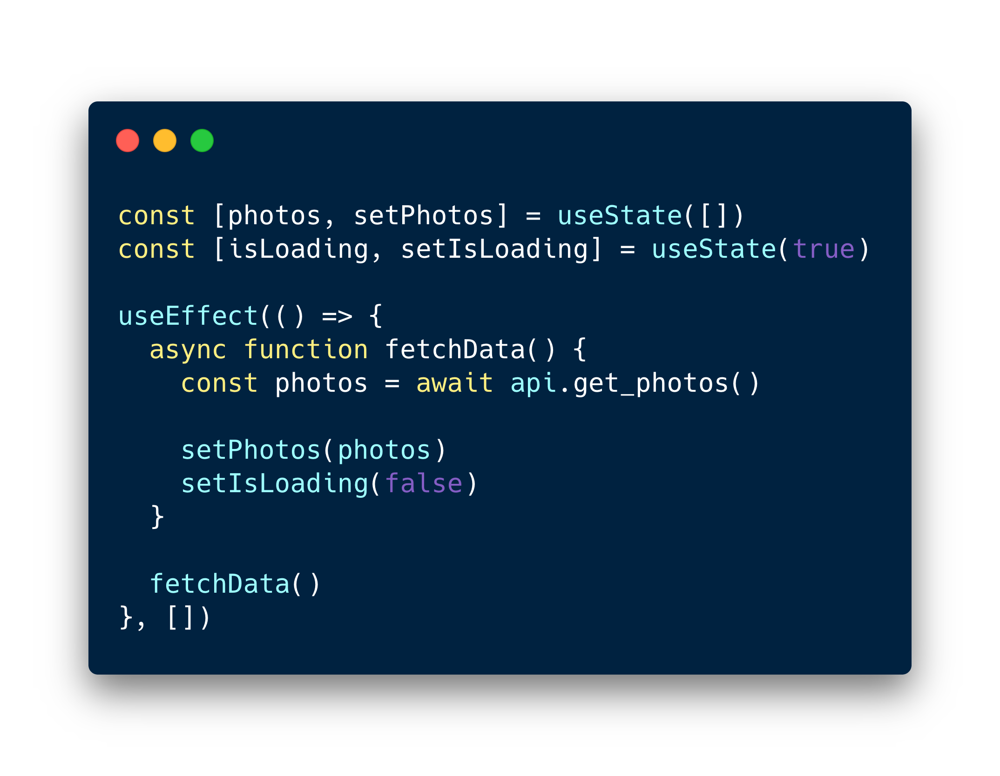 const [photos, setPhotos] = useState([])
const [isLoading, setIsLoading] = useState(true)
useEffect(() => {
  async function fetchData() {
    const photos = await api.get_photos()
    setPhotos(photos)
    setIsLoading(false)
  }
  fetchData()
}, [])